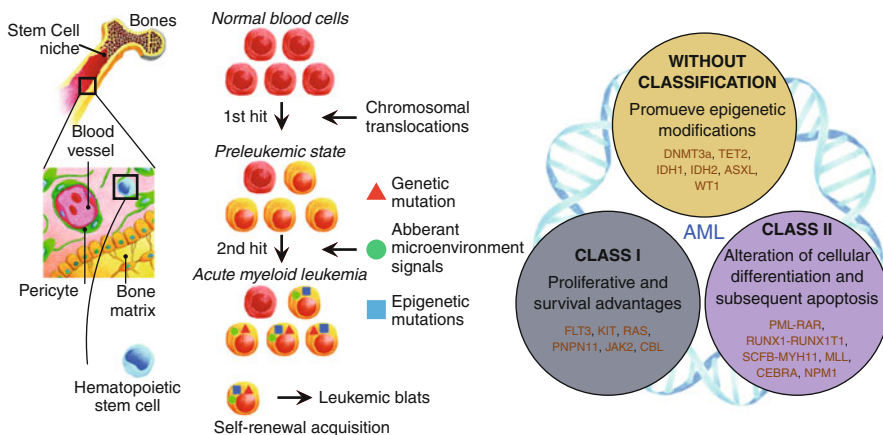 Bones
Stem Cell
niche
Blood
vessel
Pericyte
Bone
matrix
Hematopoietic
stem cell
Normal blood cells
1st hit
Chromosomal
translocations
Preleukemic state
2nd hit
Genetic
mutation
Abberant
microenvironment
signals
Epigenetic
mutations
Acute myeloid leukemia
Leukemic blats
Self-renewal acquisition
WITHOUT
CLASSIFICATION
Promueve epigenetic
modifications
DNMT3a, TET2,
IDH1, IDH2, ASXL,
WT1
AML
CLASS I
Proliferative and
survival advantages
FLT3, KIT, RAS,
PNPN11, JAK2, CBL
CLASS II
Alteration of cellular
differentiation and
subsequent apoptosis
PML-RAR,
RUNX1-RUNX1T1,
SCFB-MYH11, MLL,
CEBRA, NPM1